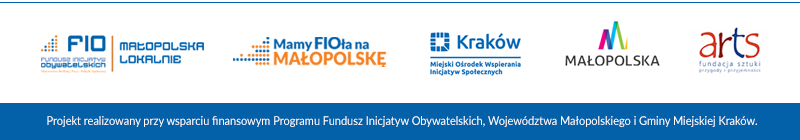 FIO
FUNDUSZ INICJATYW
OBYWATELSKICH
MAŁOPOLSKA
LOKALNIE
Mamy FIOła na
MAŁOPOLSKĘ
Kraków
Miejski Ośrodek Wspierania
Inicjatyw Społecznych
MAŁOPOLSKA
arts
fundacja sztuki
przygody i przyjemności
Projekt realizowany przy wsparciu finansowym Programu Fundusz Inicjatyw Obywatelskich, Województwa Małopolskiego i Gminy Miejskiej Kraków.